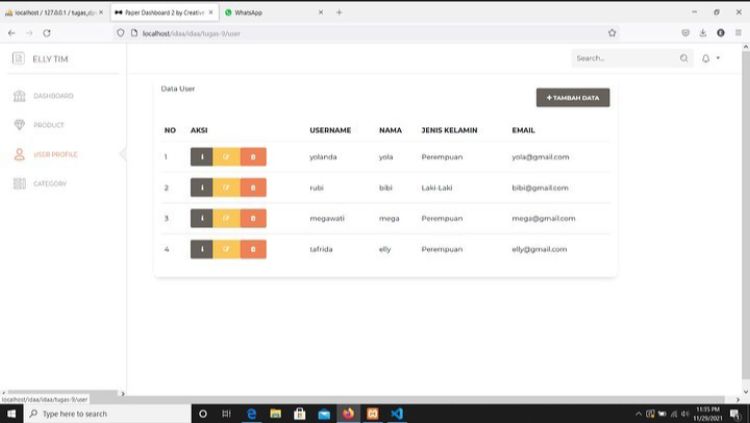 localhost / 127.0.0.1 / tugas_dan
Paper Dashboard 2 by Creative
WhatsApp
localhost/idaa/idaa/tugas-9/user
ELLY TIM
Search...
DASHBOARD
PRODUCT
USER PROFILE
CATEGORY
Data User
+ TAMBAH DATA
NO AKSI USERNAME NAMA JENIS KELAMIN EMAIL
1 yolanda yola Perempuan yola@gmail.com
2 rubi bibi Laki-Laki bibi@gmail.com
3 megawati mega Perempuan mega@gmail.com
4 tafrida elly Perempuan elly@gmail.com
localhost/idaa/idaa/tugas-9/user
Type here to search
11:35 PM
11/29/2021